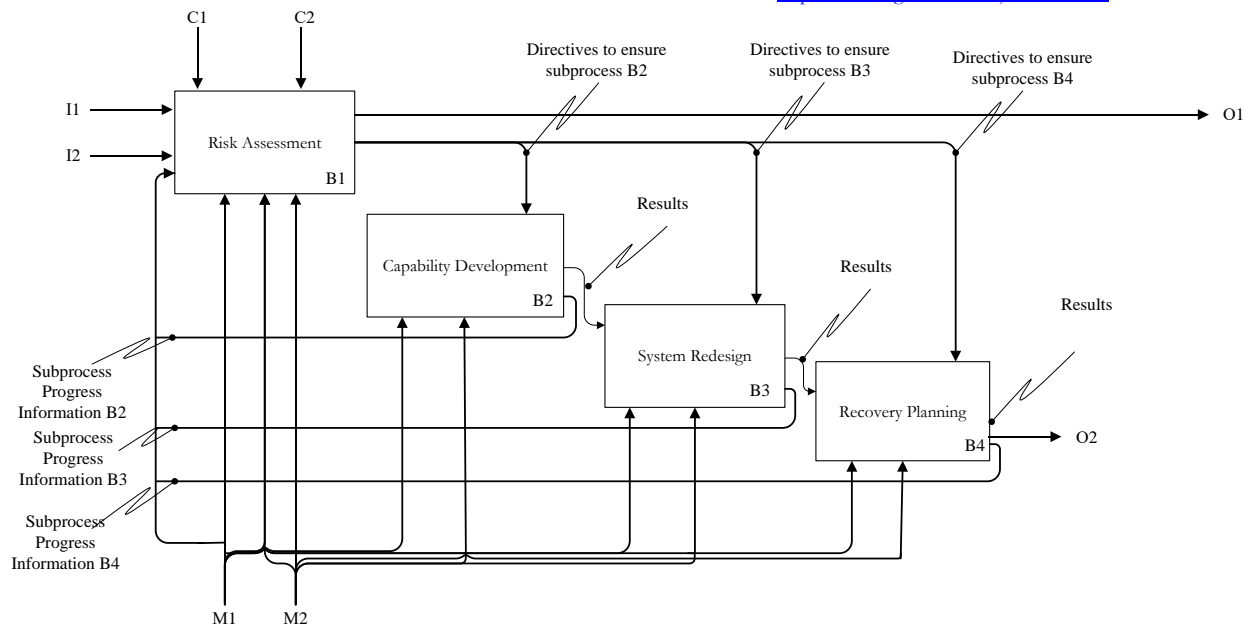 C1
C2
Directives to ensure
subprocess B2
Directives to ensure
subprocess B3
Directives to ensure
subprocess B4
I1
O1
Risk Assessment
I2
B1
Results
Capability Development
Results
B2
Results
System Redesign
Subprocess
Progress
Information B2
B3
Recovery Planning
Subprocess
Progress
Information B3
B4
O2
Subprocess
Progress
Information B4
M1
M2